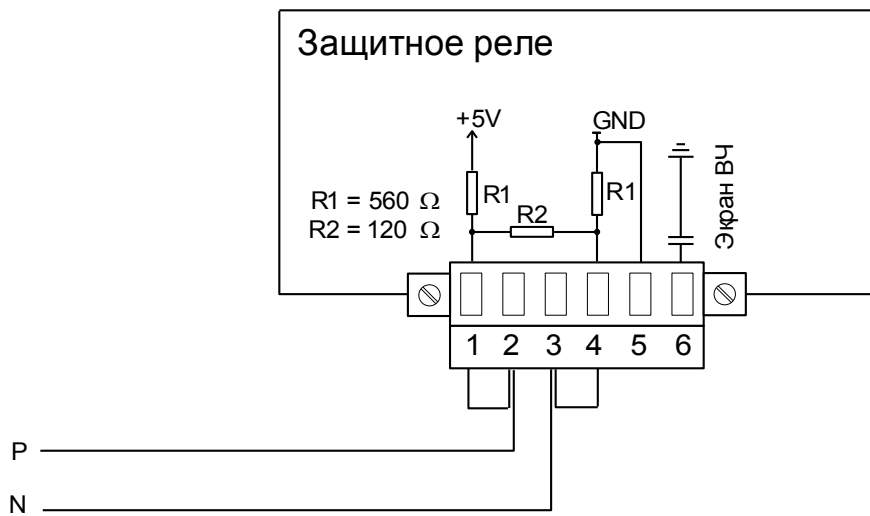 Защитное реле
+5V
GND
R1 = 560 Ω
R2 = 120 Ω
R1
R2
R1
Экран ВЧ
1 2 3 4 5 6
P
N